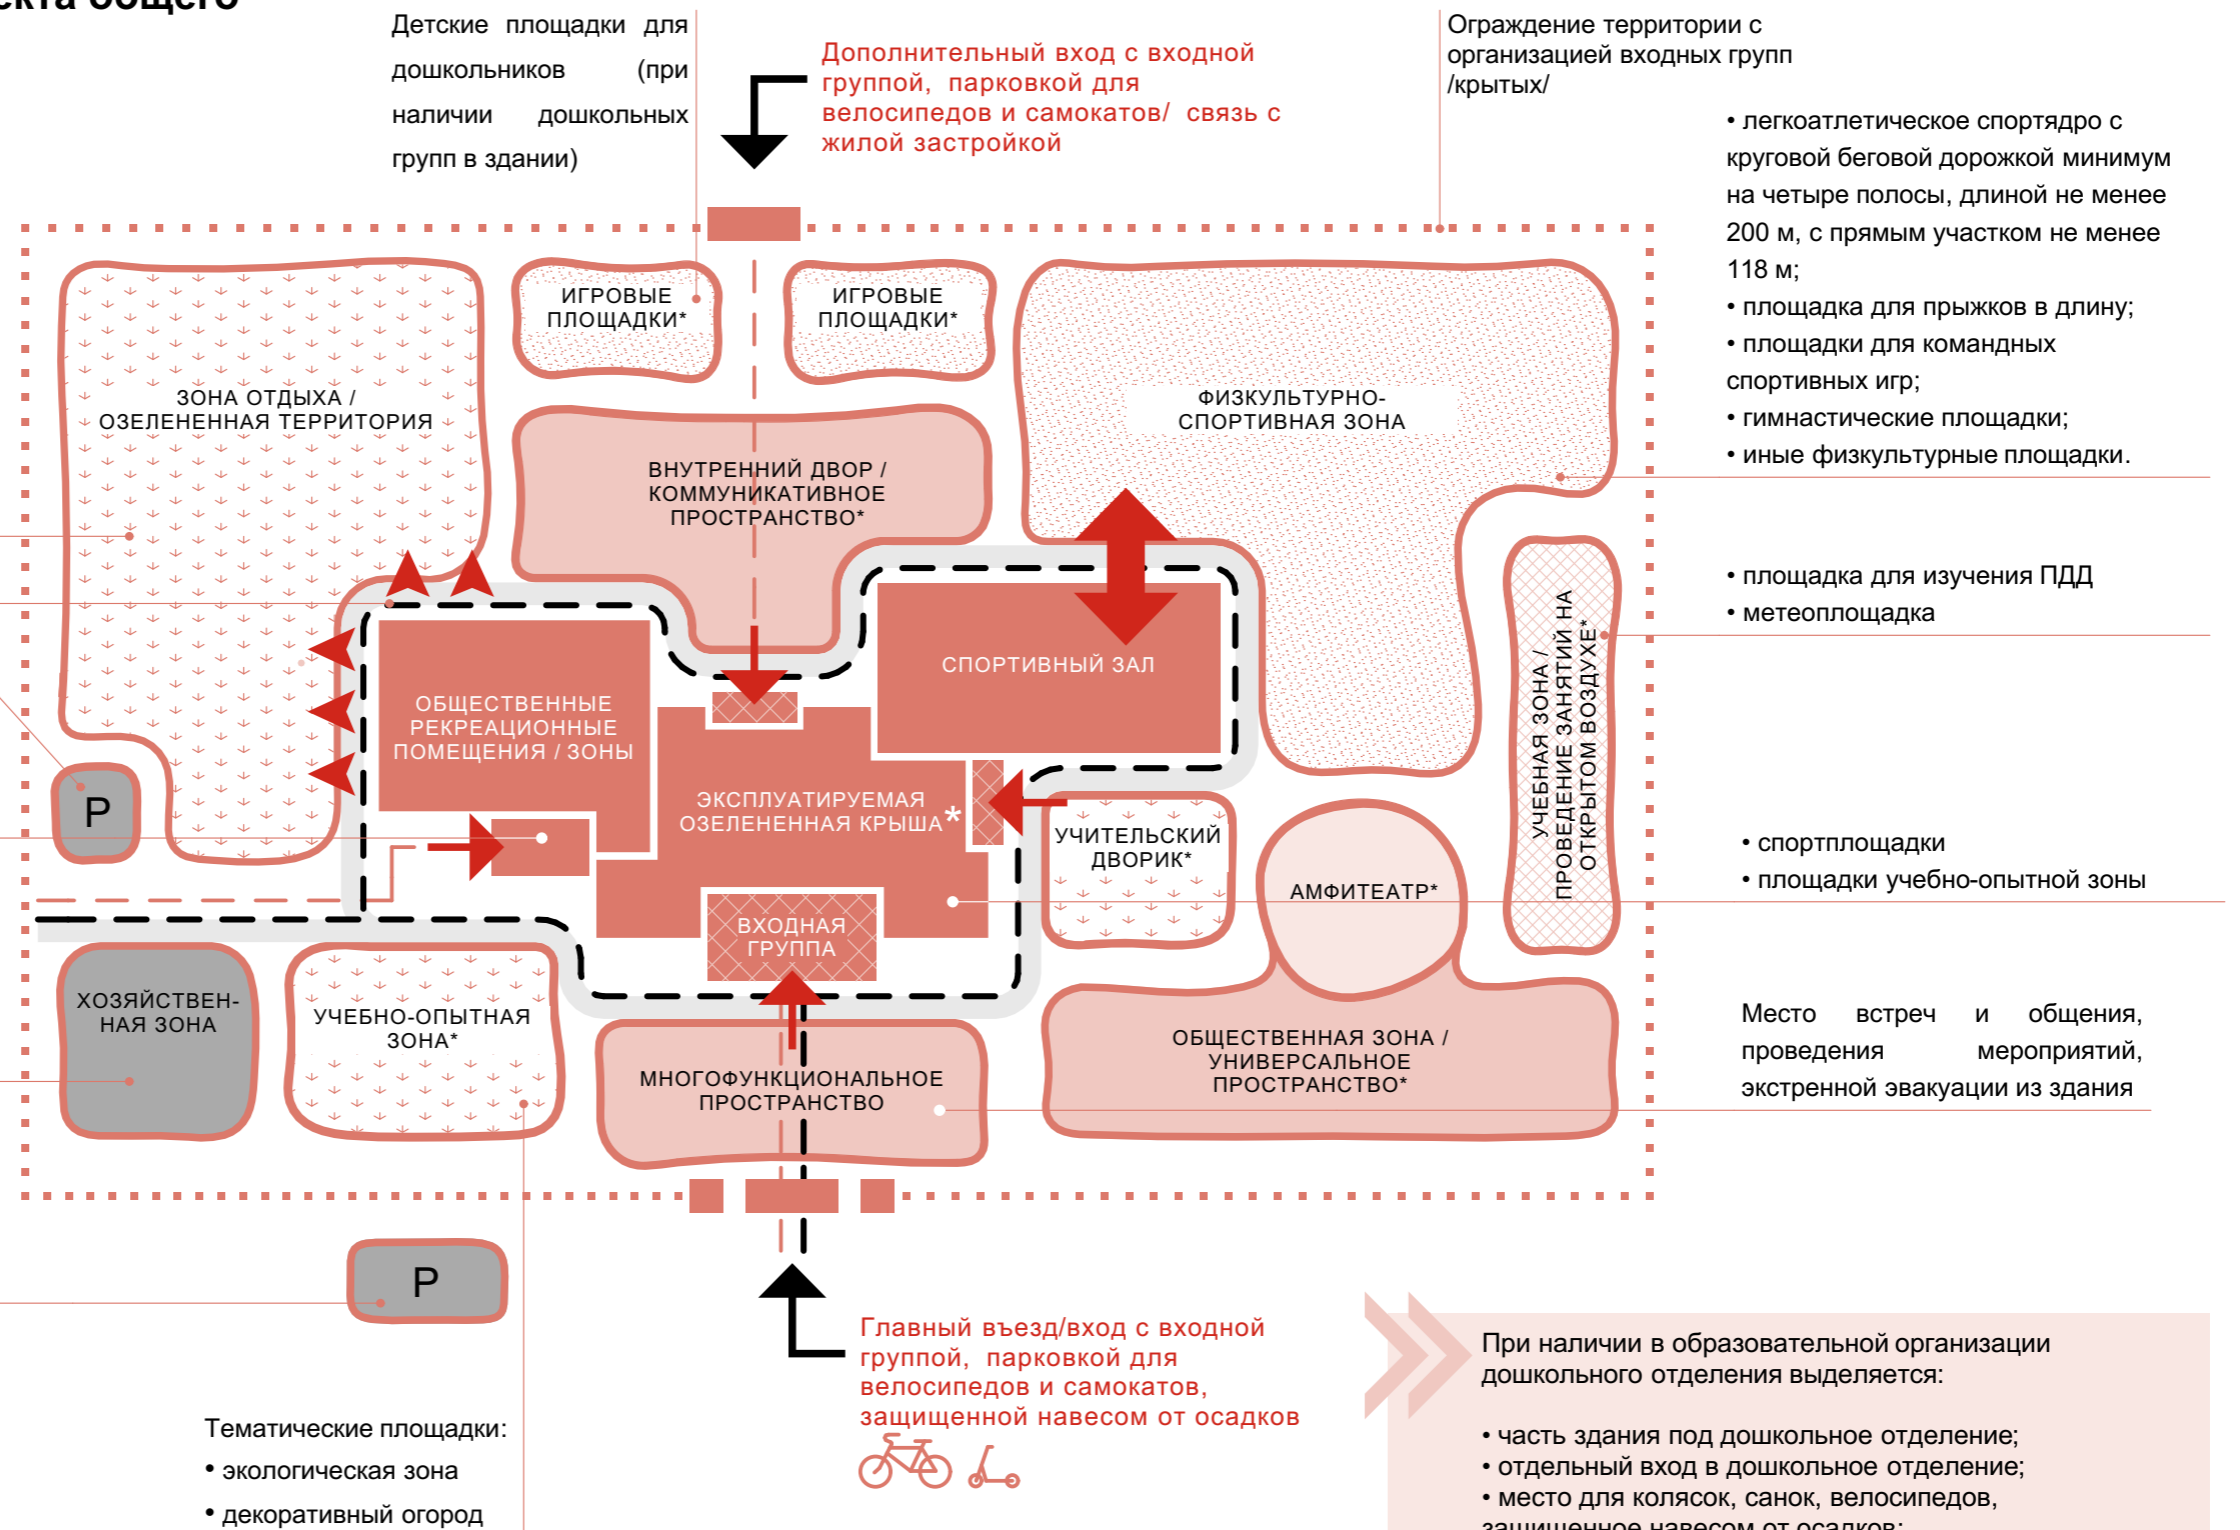 екта общего
Детские площадки для
дошкольников (при
наличии дошкольных
групп в здании)
Дополнительный вход с входной
группой, парковкой для
велосипедов и самокатов/ связь с
жилой застройкой
Ограждение территории с
организацией входных групп
/крытых/
• легкоатлетическое спортядро с
круговой беговой дорожкой минимум
на четыре полосы, длиной не менее
200 м, с прямым участком не менее
118 м;
• площадка для прыжков в длину;
• площадки для командных
спортивных игр;
• гимнастические площадки;
• иные физкультурные площадки.
ИГРОВЫЕ
ПЛОЩАДКИ*
ИГРОВЫЕ
ПЛОЩАДКИ*
ЗОНА ОТДЫХА /
ОЗЕЛЕНЕННАЯ ТЕРРИТОРИЯ
ФИЗКУЛЬТУРНО-
СПОРТИВНАЯ ЗОНА
ВНУТРЕННИЙ ДВОР /
КОММУНИКАТИВНОЕ
ПРОСТРАНСТВО*
• площадка для изучения ПДД
• метеоплощадка
УЧЕБНАЯ ЗОНА /
ПРОВЕДЕНИЕ ЗАНЯТИЙ НА
ОТКРЫТОМ ВОЗДУХЕ*
СПОРТИВНЫЙ ЗАЛ
ОБЩЕСТВЕННЫЕ
РЕКРЕАЦИОННЫЕ
ПОМЕЩЕНИЯ / ЗОНЫ
P
ЭКСПЛУАТИРУЕМАЯ
ОЗЕЛЕНЕННАЯ КРЫША*
УЧИТЕЛЬСКИЙ
ДВОРИК*
АМФИТЕАТР*
• спортплощадки
• площадки учебно-опытной зоны
ВХОДНАЯ
ГРУППА
ХОЗЯЙСТВЕН-
НАЯ ЗОНА
УЧЕБНО-ОПЫТНАЯ
ЗОНА*
МНОГОФУНКЦИОНАЛЬНОЕ
ПРОСТРАНСТВО
ОБЩЕСТВЕННАЯ ЗОНА /
УНИВЕРСАЛЬНОЕ
ПРОСТРАНСТВО*
Место встреч и общения,
проведения мероприятий,
экстренной эвакуации из здания
P
Главный въезд/вход с входной
группой, парковкой для
велосипедов и самокатов,
защищенной навесом от осадков
Тематические площадки:
• экологическая зона
• декоративный огород
При наличии в образовательной организации
дошкольного отделения выделяется:
• часть здания под дошкольное отделение;
• отдельный вход в дошкольное отделение;
• место для колясок, санок, велосипедов,
защищенное навесом от осадков;